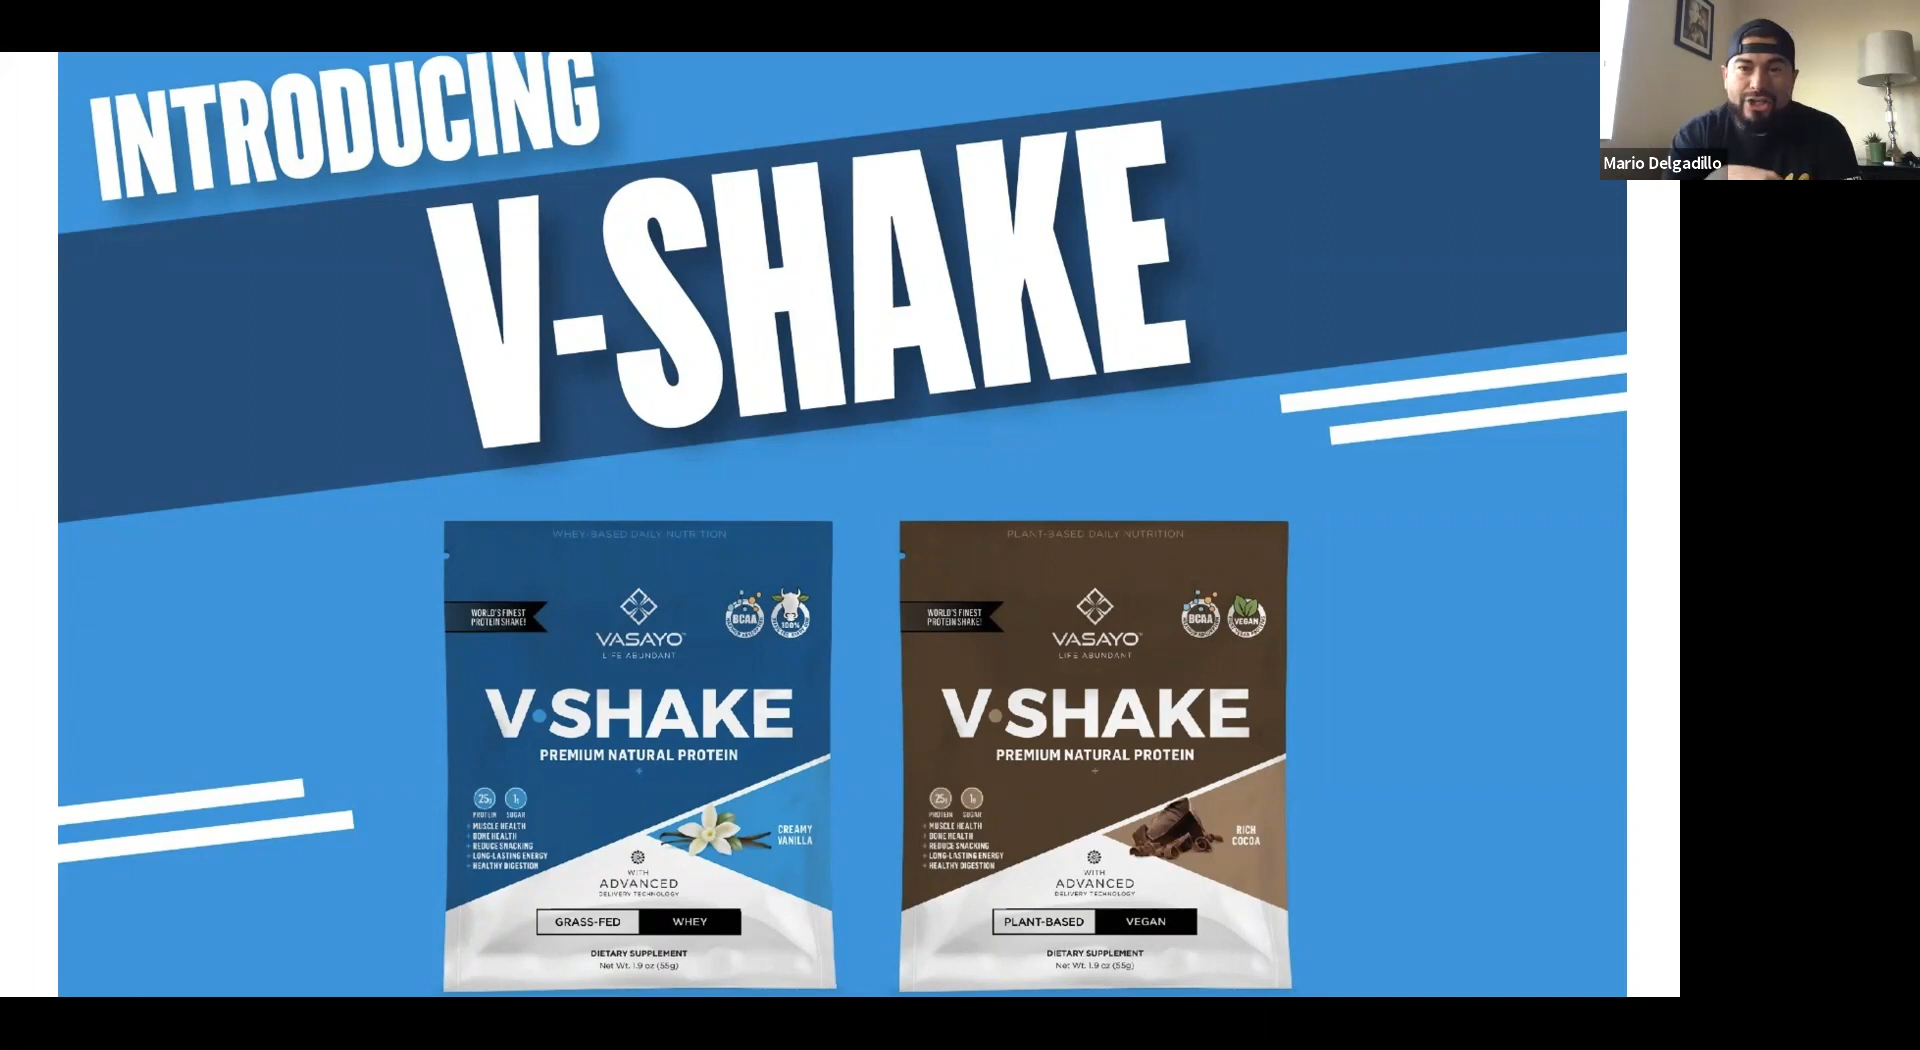 INTRODUCING
V-SHAKE
Mario Delgadillo
WHEY-BASED DAILY NUTRITION
WORLD'S FINEST
PROTEIN SHAKE!
VASAYO
LIFE ABUNDANT
BCAA
100%
V·SHAKE
PREMIUM NATURAL PROTEIN
+
25g
PROTEIN
1g
SUGAR
+ MUSCLE HEALTH
+ BONE HEALTH
+ REDUCE SNACKING
+ LONG-LASTING ENERGY
+ HEALTHY DIGESTION
CREAMY
VANILLA
WITH
ADVANCED
DELIVERY TECHNOLOGY
GRASS-FED WHEY
DIETARY SUPPLEMENT
Net Wt. 1.9 oz (55g)
PLANT-BASED DAILY NUTRITION
WORLD'S FINEST
PROTEIN SHAKE!
VASAYO
LIFE ABUNDANT
BCAA
VEGAN
V·SHAKE
PREMIUM NATURAL PROTEIN
+
25g
PROTEIN
1g
SUGAR
+ MUSCLE HEALTH
+ BONE HEALTH
+ REDUCE SNACKING
+ LONG-LASTING ENERGY
+ HEALTHY DIGESTION
RICH
COCOA
WITH
ADVANCED
DELIVERY TECHNOLOGY
PLANT-BASED VEGAN
DIETARY SUPPLEMENT
Net Wt. 1.9 oz (55g)